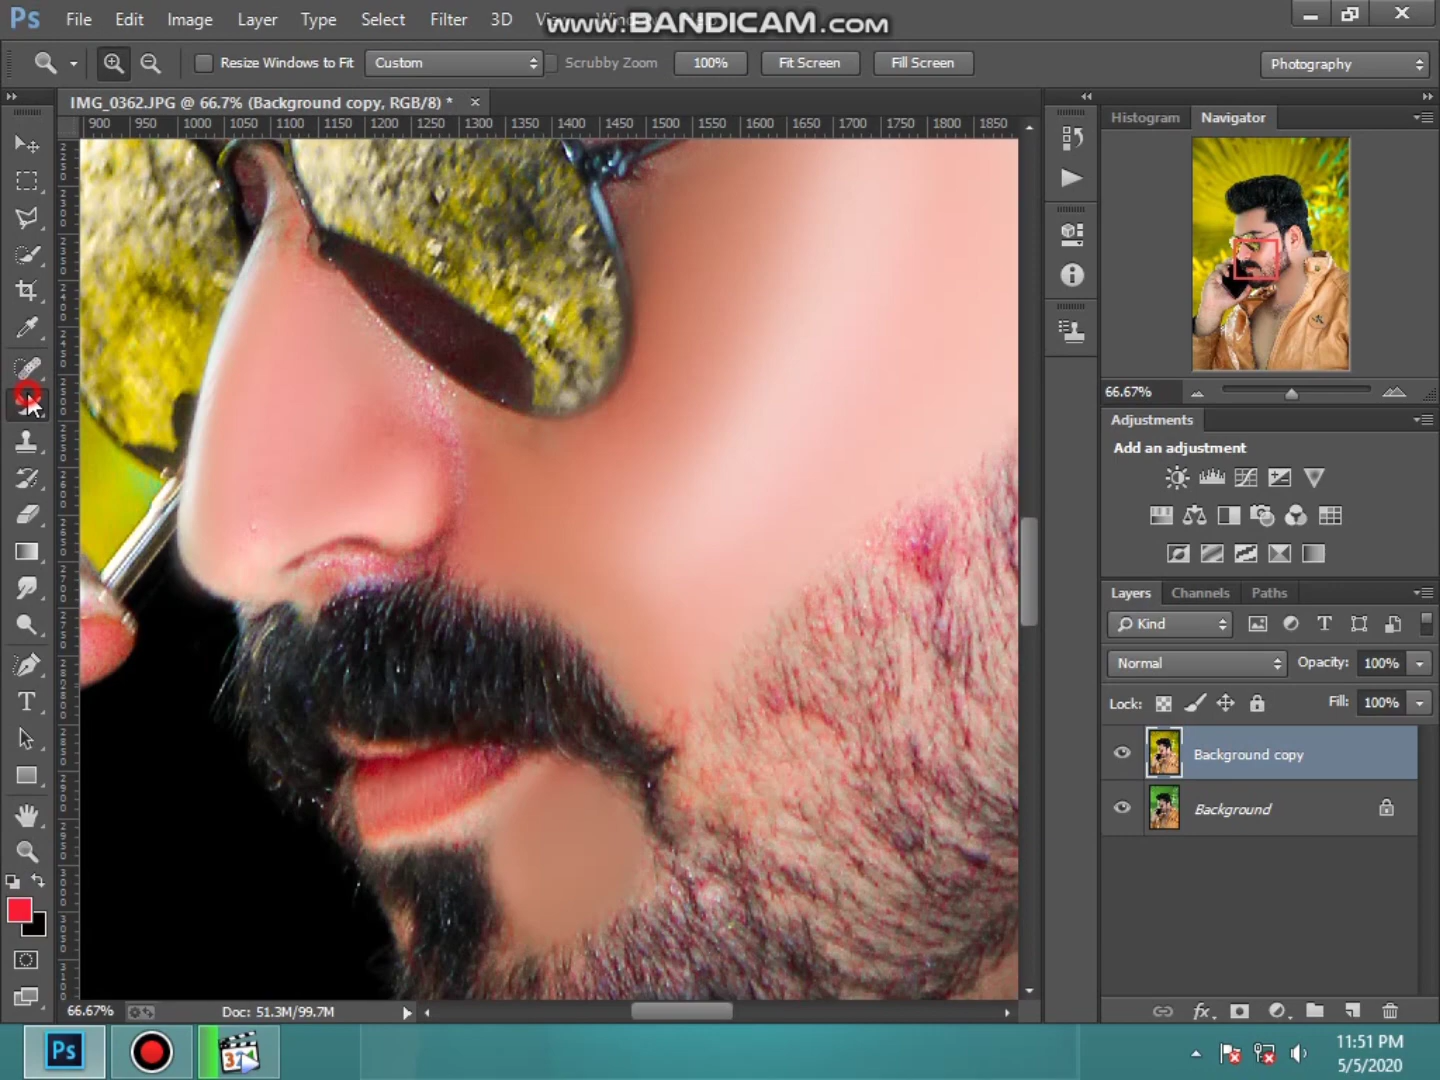 Ps File Edit Image Layer Type Select Filter 3D
www.BANDICAM.com
Resize Windows to Fit Custom Scrubby Zoom 100% Fit Screen Fill Screen Photography
IMG_0362.JPG @ 66.7% (Background copy, RGB/8) *
900 950 1000 1050 1100 1150 1200 1250 1300 1350 1400 1450 1500 1550 1600 1650 1700 1750 1800 1850
Histogram Navigator
66.67%
Adjustments
Add an adjustment
Layers Channels Paths
Kind
Normal Opacity: 100%
Lock: Fill: 100%
Background copy
Background
66.67% Doc: 51.3M/99.7M
Ps
11:51 PM
5/5/2020